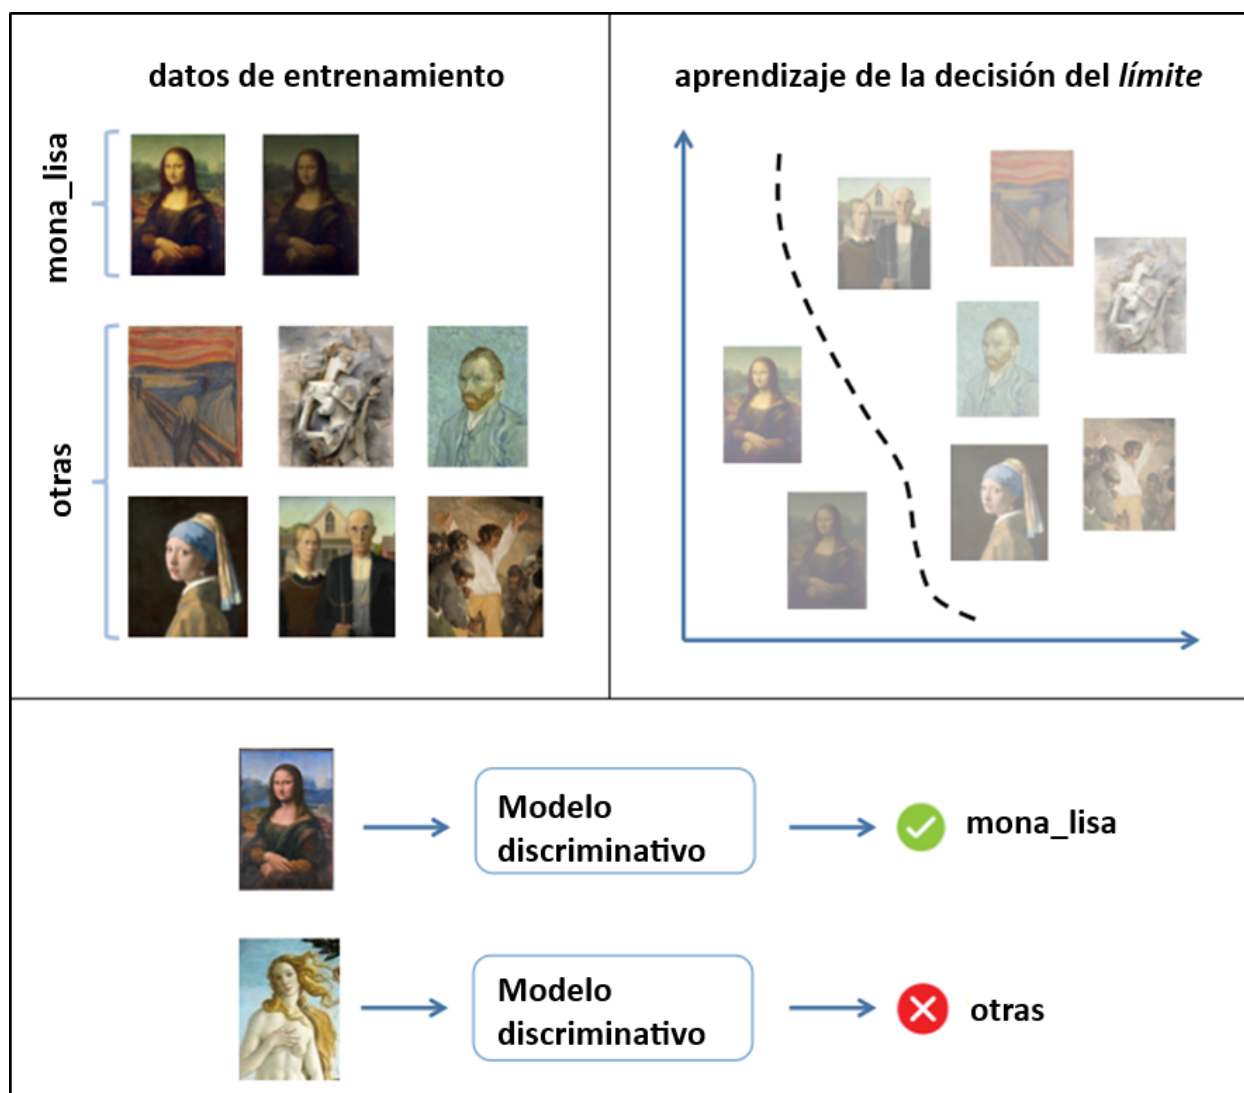 datos de entrenamiento
mona_lisa
otras
aprendizaje de la decisión del límite
Modelo
discriminativo
mona_lisa
Modelo
discriminativo
otras